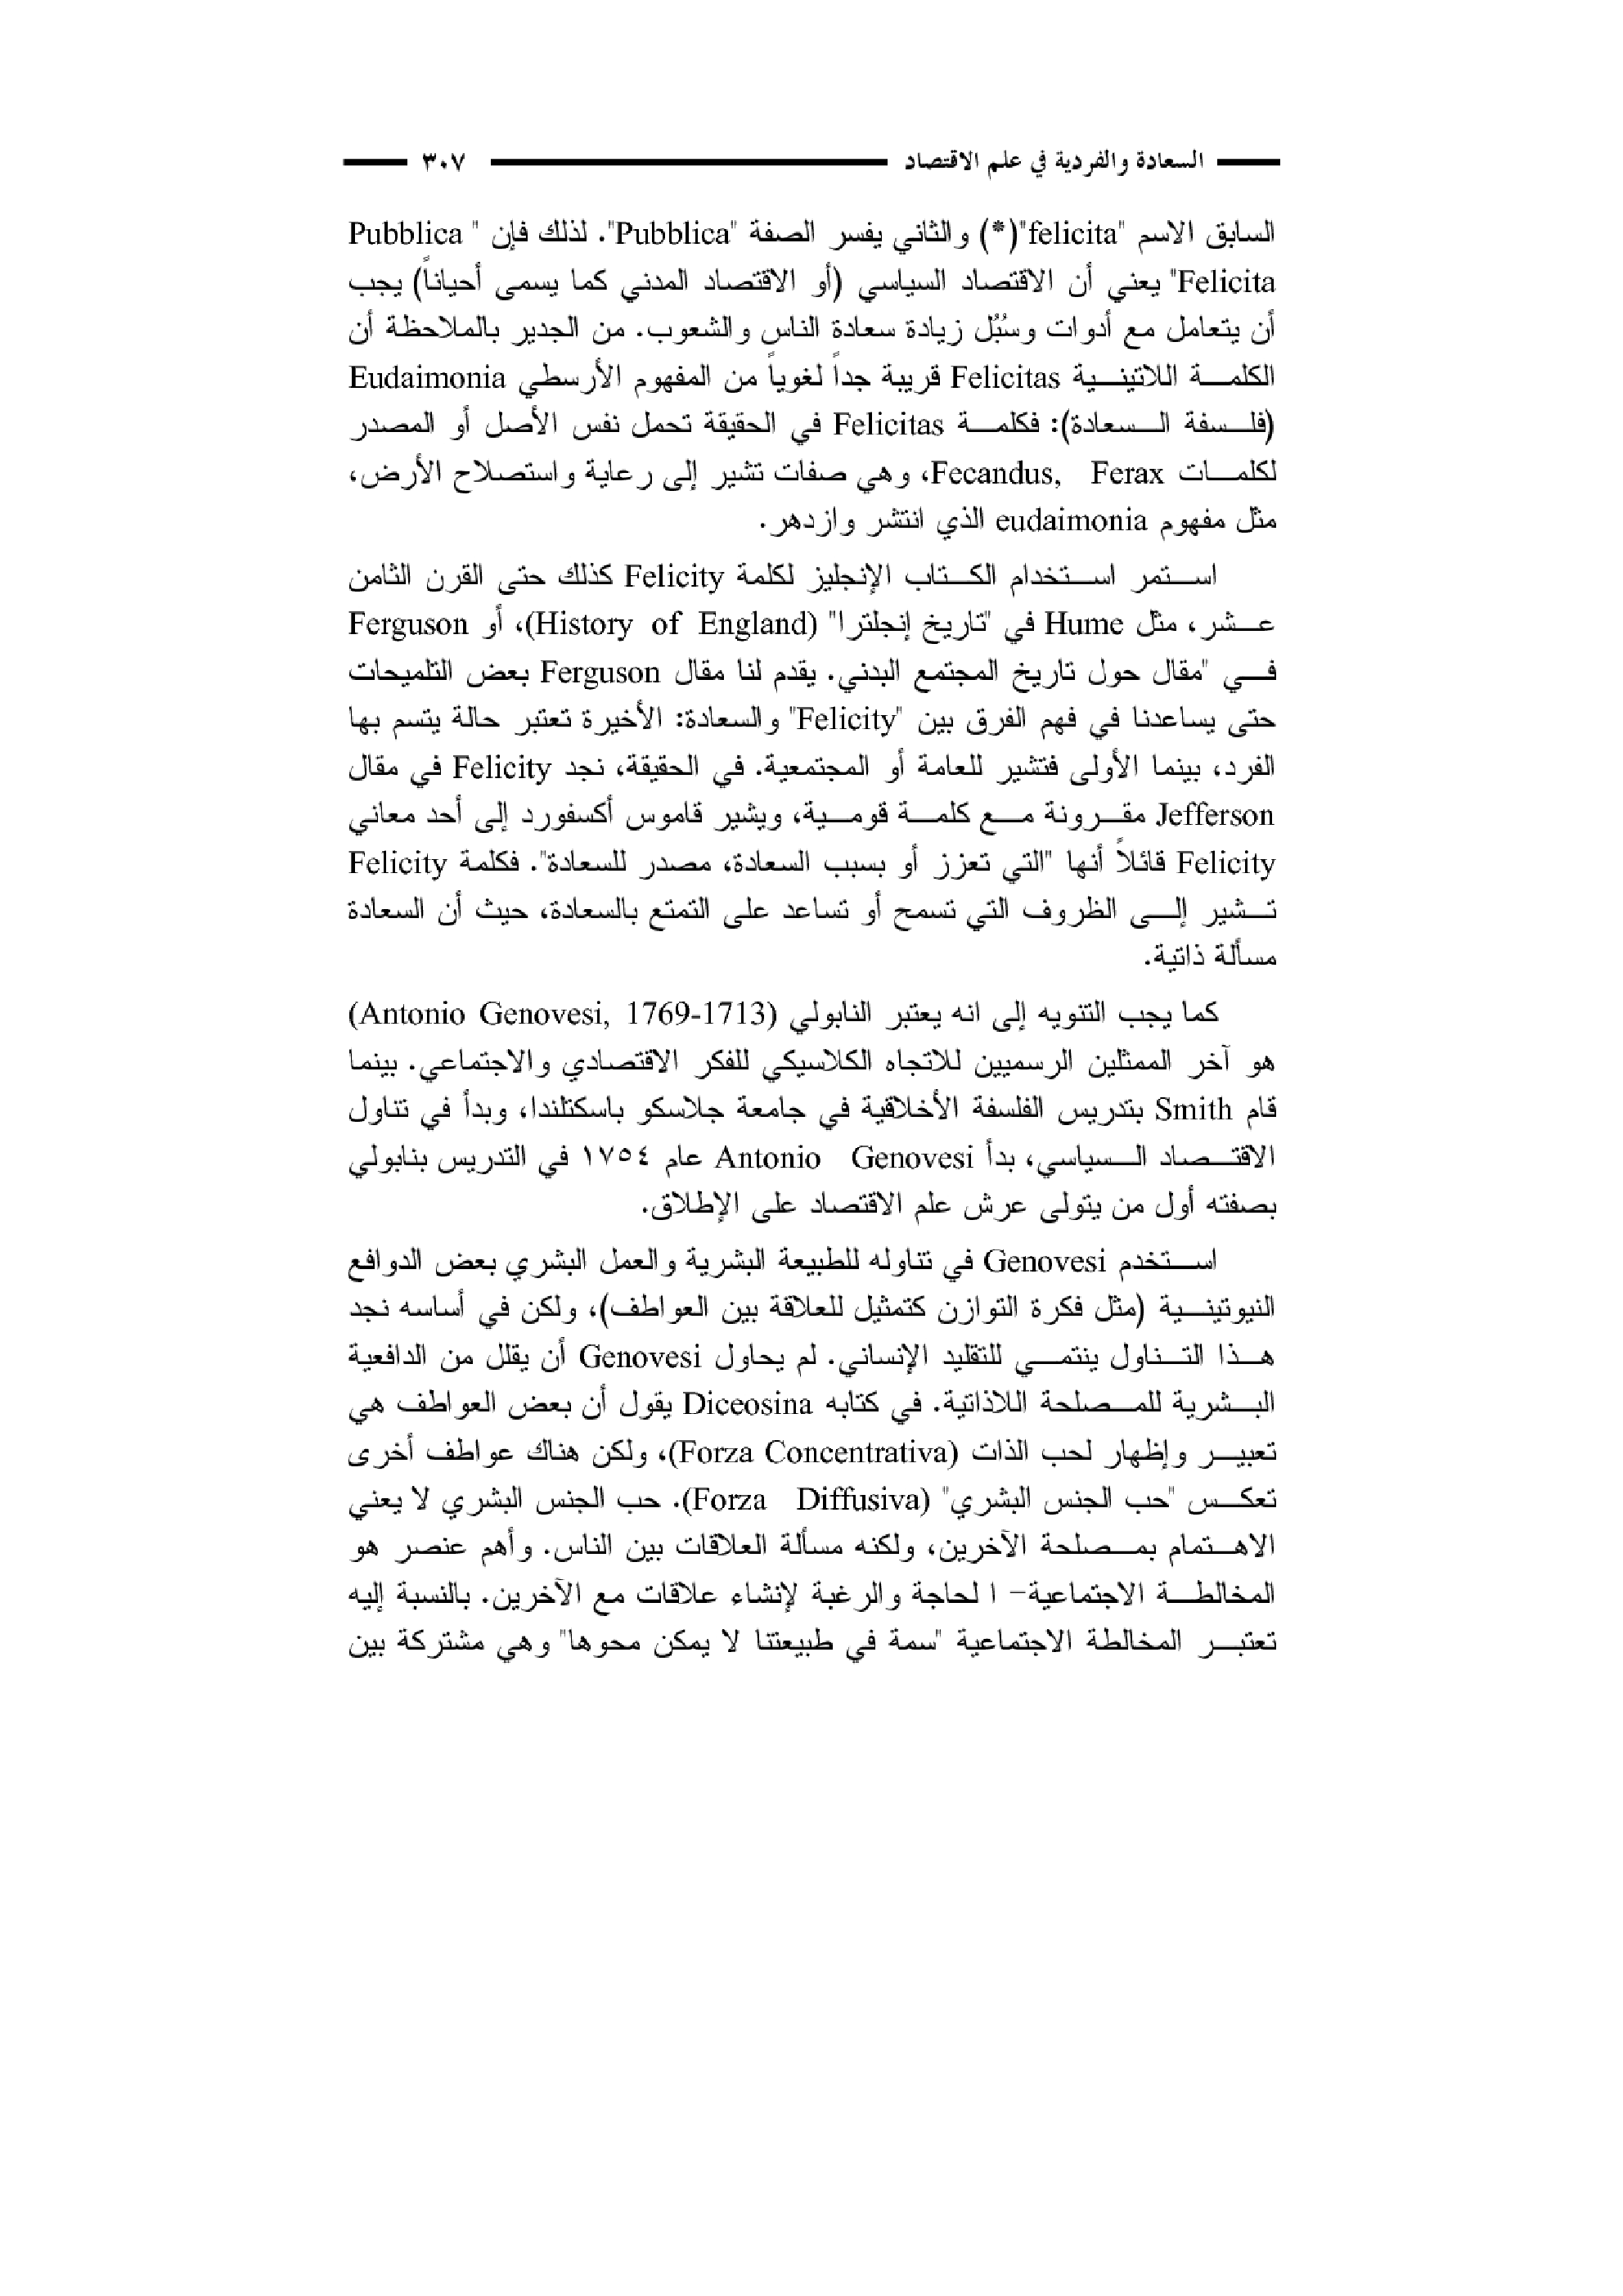 السعادة والفردية في علم الاقتصاد ٣٠٧
السابق الاسم "felicita"(*) والثاني يفسر الصفة "Pubblica". لذلك فإن " Pubblica
Felicita" يعني أن الاقتصاد السياسي (أو الاقتصاد المدني كما يسمى أحياناً) يجب
أن يتعامل مع أدوات وسُبُل زيادة سعادة الناس والشعوب. من الجدير بالملاحظة أن
الكلمة اللاتينية Felicitas قريبة جداً لغوياً من المفهوم الأرسطي Eudaimonia
(فلسفة السعادة): فكلمة Felicitas في الحقيقة تحمل نفس الأصل أو المصدر
لكلمات Fecandus, Ferax، وهي صفات تشير إلى رعاية واستصلاح الأرض،
مثل مفهوم eudaimonia الذي انتشر وازدهر.
استمر استخدام الكتاب الإنجليز لكلمة Felicity كذلك حتى القرن الثامن
عشر، مثل Hume في "تاريخ إنجلترا" (History of England)، أو Ferguson
في "مقال حول تاريخ المجتمع البدني. يقدم لنا مقال Ferguson بعض التلميحات
حتى يساعدنا في فهم الفرق بين "Felicity" والسعادة: الأخيرة تعتبر حالة يتسم بها
الفرد، بينما الأولى فتشير للعامة أو المجتمعية. في الحقيقة، نجد Felicity في مقال
Jefferson مقرونة مع كلمة قومية، ويشير قاموس أكسفورد إلى أحد معاني
Felicity قائلاً أنها "التي تعزز أو بسبب السعادة، مصدر للسعادة". فكلمة Felicity
تشير إلى الظروف التي تسمح أو تساعد على التمتع بالسعادة، حيث أن السعادة
مسألة ذاتية.
كما يجب التنويه إلى انه يعتبر النابولي (Antonio Genovesi, 1769-1713)
هو آخر الممثلين الرسميين للاتجاه الكلاسيكي للفكر الاقتصادي والاجتماعي. بينما
قام Smith بتدريس الفلسفة الأخلاقية في جامعة جلاسكو باسكتلندا، وبدأ في تناول
الاقتصاد السياسي، بدأ Antonio Genovesi عام ١٧٥٤ في التدريس بنابولي
بصفته أول من يتولى عرش علم الاقتصاد على الإطلاق.
استخدم Genovesi في تناوله للطبيعة البشرية والعمل البشري بعض الدوافع
النيوتينية (مثل فكرة التوازن كتمثيل للعلاقة بين العواطف)، ولكن في أساسه نجد
هذا التناول ينتمي للتقليد الإنساني. لم يحاول Genovesi أن يقلل من الدافعية
البشرية للمصلحة اللاذاتية. في كتابه Diceosina يقول أن بعض العواطف هي
تعبير وإظهار لحب الذات (Forza Concentrativa)، ولكن هناك عواطف أخرى
تعكس "حب الجنس البشري" (Forza Diffusiva). حب الجنس البشري لا يعني
الاهتمام بمصلحة الآخرين، ولكنه مسألة العلاقات بين الناس. وأهم عنصر هو
المخالطة الاجتماعية- ا لحاجة والرغبة لإنشاء علاقات مع الآخرين. بالنسبة إليه
تعتبر المخالطة الاجتماعية "سمة في طبيعتنا لا يمكن محوها" وهي مشتركة بين